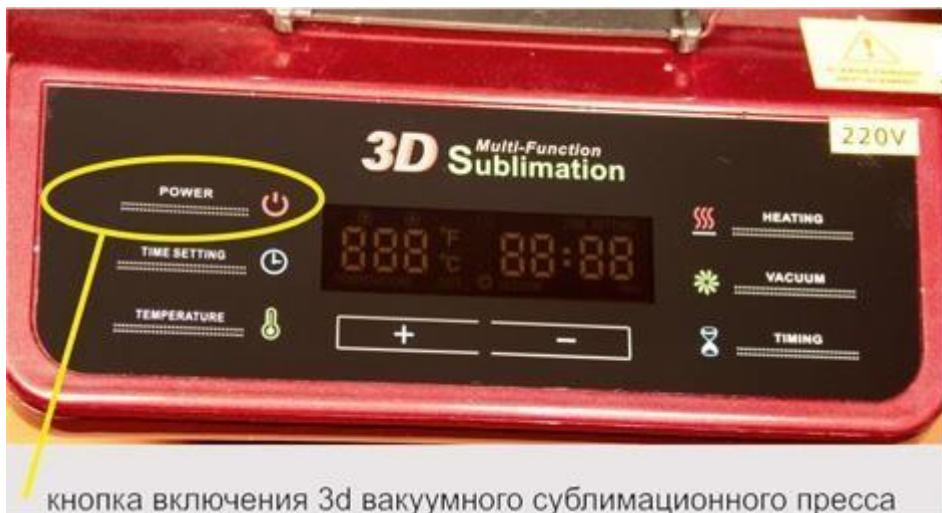 220V
3D Multi-Function
Sublimation
POWER
TIME SETTING
TEMPERATURE
888 °F °C 88:88
+ −
HEATING
VACUUM
TIMING
кнопка включения 3d вакуумного сублимационного пресса